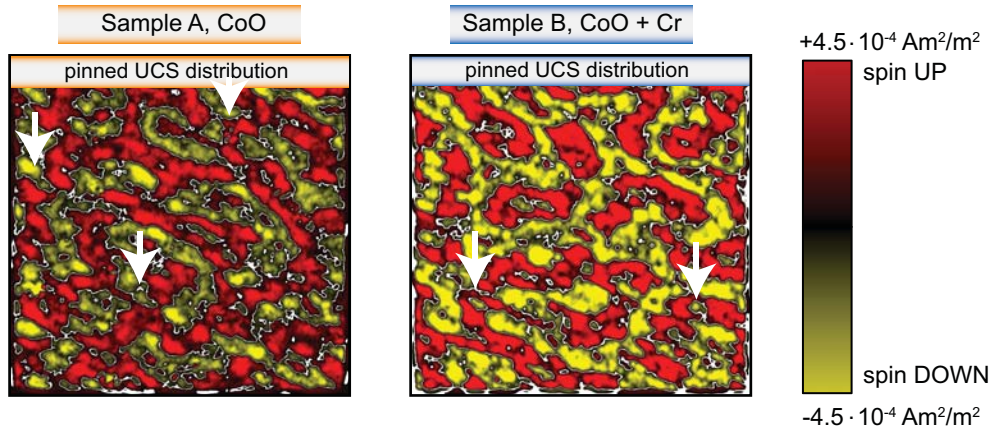 Sample A, CoO
pinned UCS distribution
Sample B, CoO + Cr
pinned UCS distribution
+4.5·10⁻⁴ Am²/m²
spin UP
spin DOWN
-4.5·10⁻⁴ Am²/m²